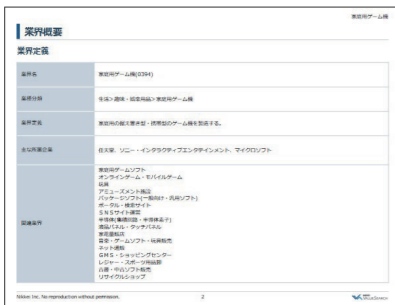 家庭用ゲーム機
業界概要
業界定義
業界名
家庭用ゲーム機(0394)
業種分類
生活>趣味・娯楽用品>家庭用ゲーム機
業界定義
家庭用の据え置き型・携帯型のゲーム機を製造する。
主な所属企業
任天堂、ソニー・インタラクティブエンタテインメント、マイクロソフト
関連業界
家庭用ゲームソフト
オンラインゲーム・モバイルゲーム
玩具
アミューズメント施設
パッケージソフト(一般向け・汎用ソフト)
ポータル・検索サイト
SNSサイト運営
半導体(集積回路・半導体素子)
液晶パネル・タッチパネル
家電量販店
音楽・ゲームソフト・玩具販売
ネット通販
GMS・ショッピングセンター
レジャー・スポーツ用品販
古書・中古ソフト販売
リサイクルショップ
Nikkei Inc. No reproduction without permission.
2
NIKKEI
VALUE SEARCH